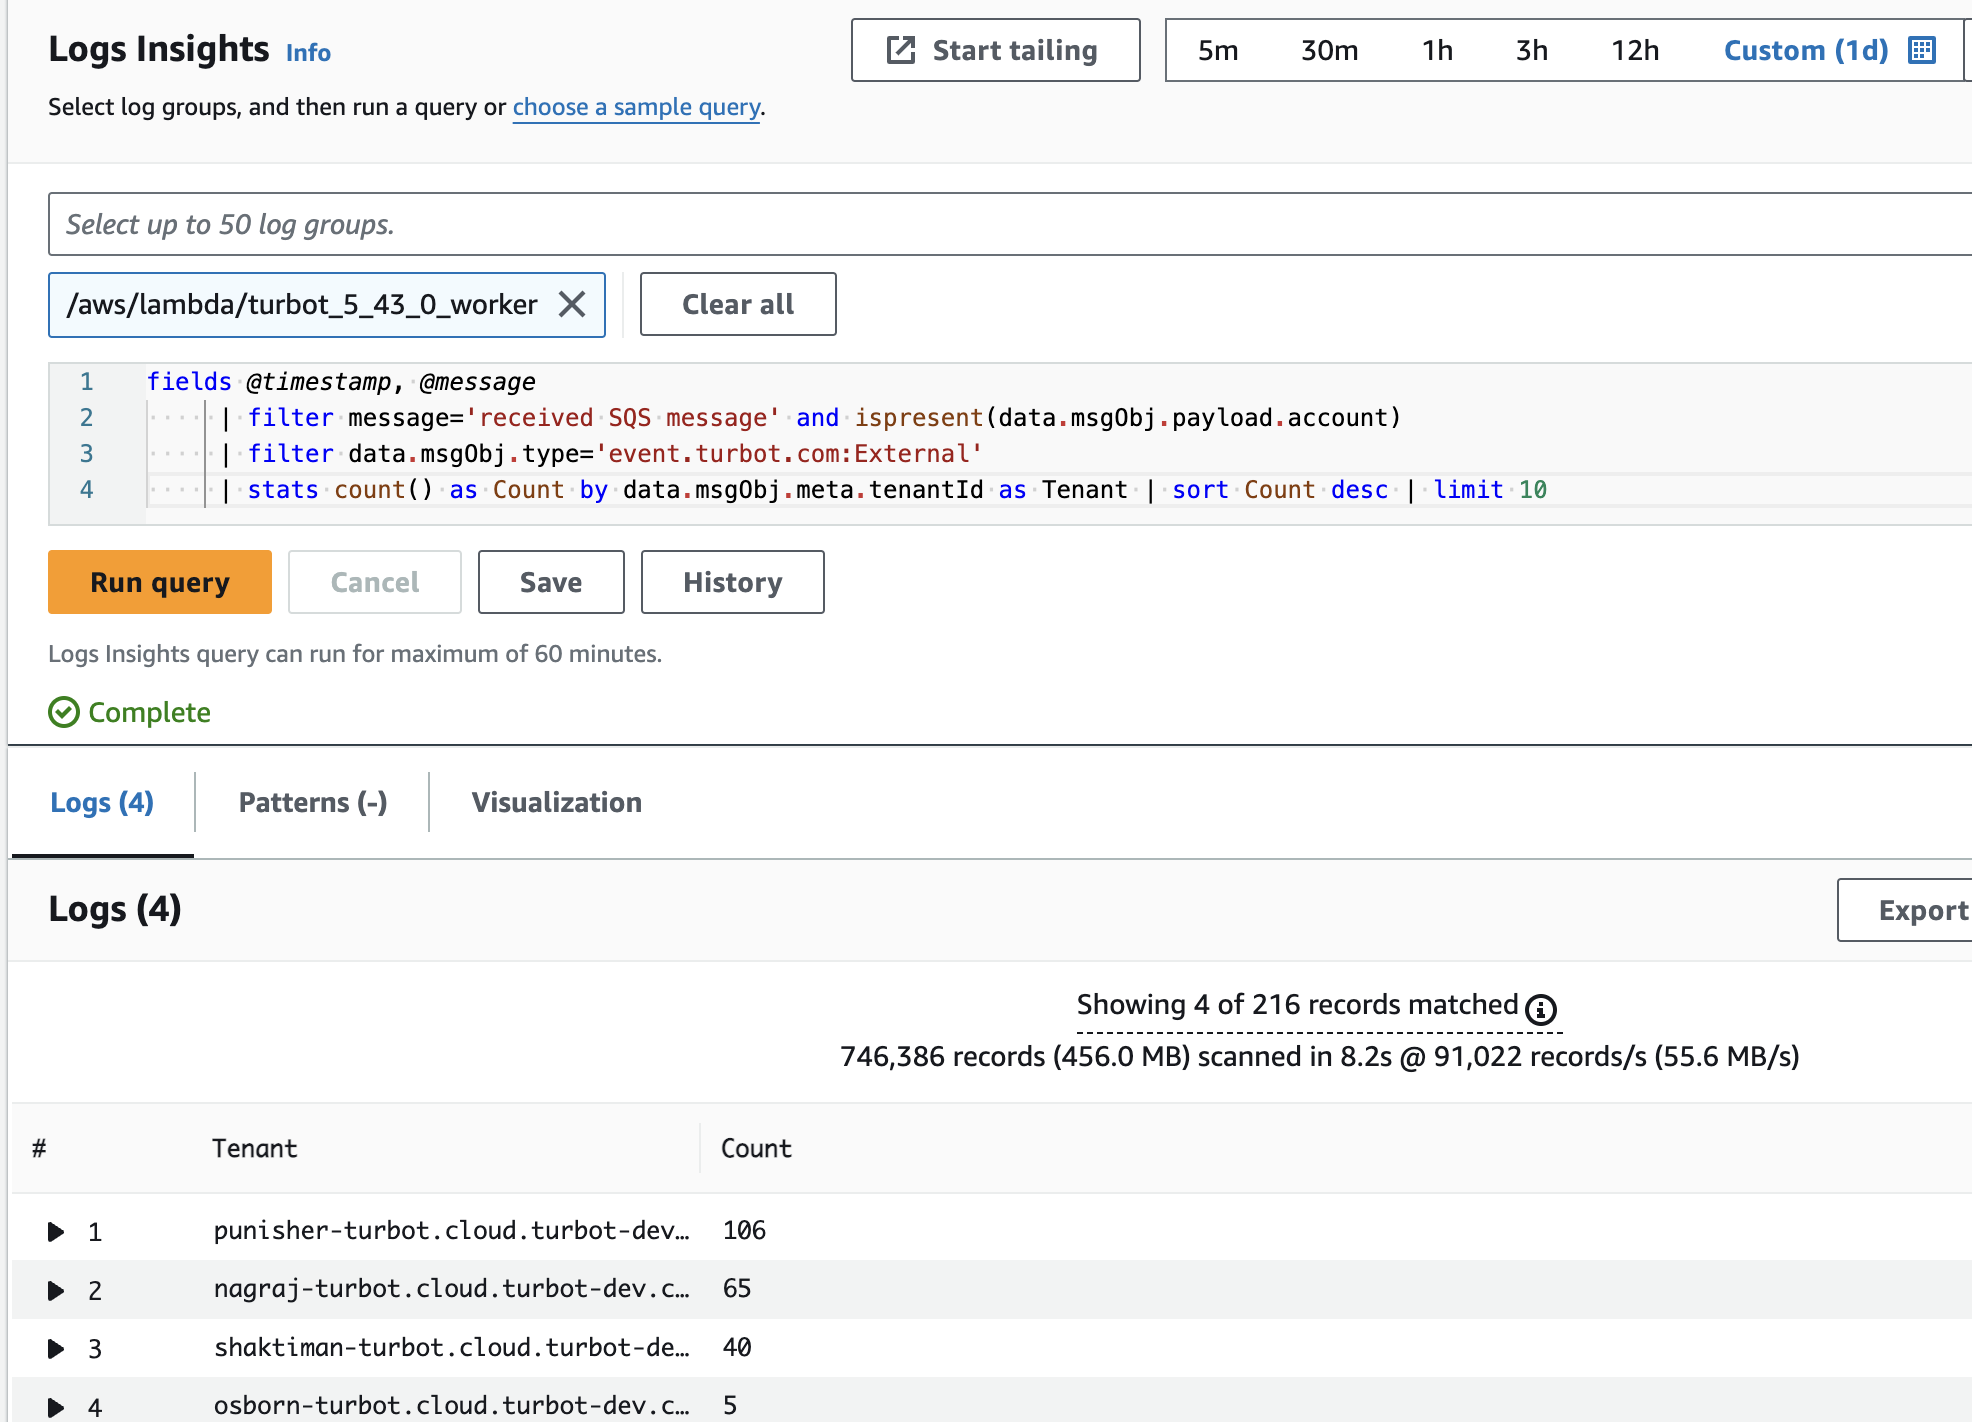 Logs Insights Info
Start tailing
5m 30m 1h 3h 12h Custom (1d)
Select log groups, and then run a query or choose a sample query.
Select up to 50 log groups.
/aws/lambda/turbot_5_43_0_worker
Clear all
1 fields @timestamp, @message
2 | filter message='received SQS message' and ispresent(data.msgObj.payload.account)
3 | filter data.msgObj.type='event.turbot.com:External'
4 | stats count() as Count by data.msgObj.meta.tenantId as Tenant | sort Count desc | limit 10
Run query Cancel Save History
Logs Insights query can run for maximum of 60 minutes.
Complete
Logs (4) Patterns (-) Visualization
Logs (4)
Export
Showing 4 of 216 records matched
746,386 records (456.0 MB) scanned in 8.2s @ 91,022 records/s (55.6 MB/s)
# Tenant Count
1 punisher-turbot.cloud.turbot-dev… 106
2 nagraj-turbot.cloud.turbot-dev.c… 65
3 shaktiman-turbot.cloud.turbot-de… 40
4 osborn-turbot.cloud.turbot-dev.c… 5